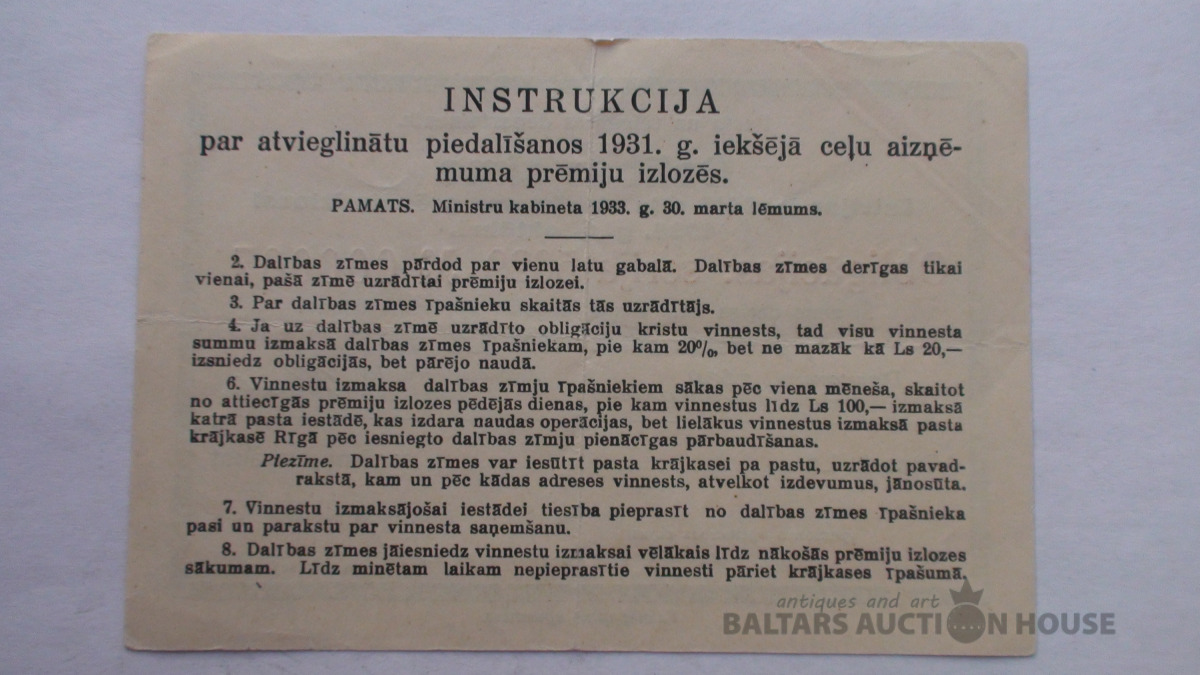 INSTRUKCIJA
par atvieglinātu piedalīšanos 1931. g. iekšējā ceļu aizņē-
muma prēmiju izlozēs.
PAMATS. Ministru kabineta 1933. g. 30. marta lēmums.
2. Dalības zīmes pārdod par vienu latu gabalā. Dalības zīmes derīgas tikai
vienai, pašā zīmē uzrādītai prēmiju izlozei.
3. Par dalības zīmes īpašnieku skaitās tās uzrādītājs.
4. Ja uz dalības zīmē uzrādīto obligāciju kristu vinnests, tad visu vinnesta
summu izmaksā dalības zīmes īpašniekam, pie kam 20%, bet ne mazāk kā Ls 20,—
izsniedz obligācijās, bet pārējo naudā.
6. Vinnestu izmaksa dalības zīmju īpašniekiem sākas pēc viena mēneša, skaitot
no attiecīgās prēmiju izlozes pēdējās dienas, pie kam vinnestus līdz Ls 100,— izmaksā
katrā pasta iestādē, kas izdara naudas operācijas, bet lielākus vinnestus izmaksā pasta
krājkasē Rīgā pēc iesniegto dalības zīmju pienācīgas pārbaudīšanas.
Piezīme. Dalības zīmes var iesūtīt pasta krājkasei pa pastu, uzrādot pavad-
rakstā, kam un pēc kādas adreses vinnests, atvelkot izdevumus, jānosūta.
7. Vinnestu izmaksājošai iestādei tiesība pieprasīt no dalības zīmes īpašnieka
pasi un parakstu par vinnesta saņemšanu.
8. Dalības zīmes jāiesniedz vinnestu izmaksai vēlākais līdz nākošās prēmiju izlozes
sākumam. Līdz minētam laikam nepieprasītie vinnesti pāriet krājkases īpašumā.
antiques and art
BALTARS AUCTION HOUSE